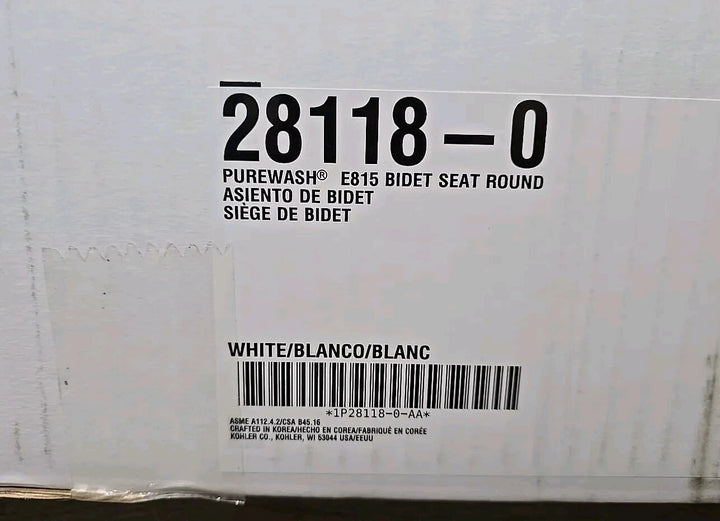 28118-0
PUREWASH® E815 BIDET SEAT ROUND
ASIENTO DE BIDET
SIÈGE DE BIDET
WHITE/BLANCO/BLANC
*1P28118-0-AA*
ASME A112.4.2/CSA B45.16
CRAFTED IN KOREA/HECHO EN COREA/FABRIQUÉ EN CORÉE
KOHLER CO., KOHLER, WI 53044 USA/EEUU